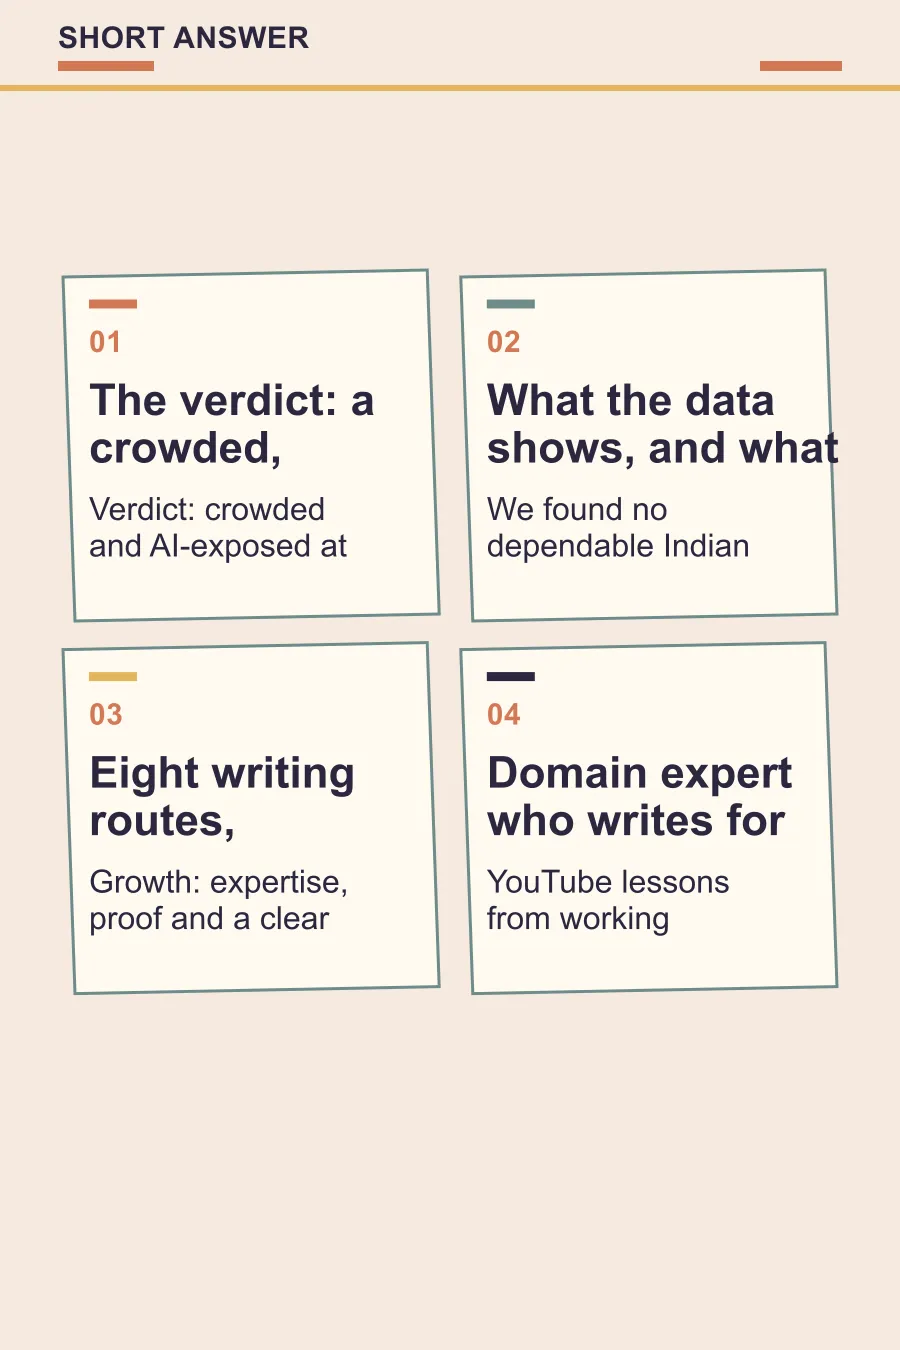 SHORT ANSWER
01
The verdict: a
crowded,
Verdict: crowded
and AI-exposed at
02
What the data
shows, and what
We found no
dependable Indian
03
Eight writing
routes,
Growth: expertise,
proof and a clear
04
Domain expert
who writes for
YouTube lessons
from working